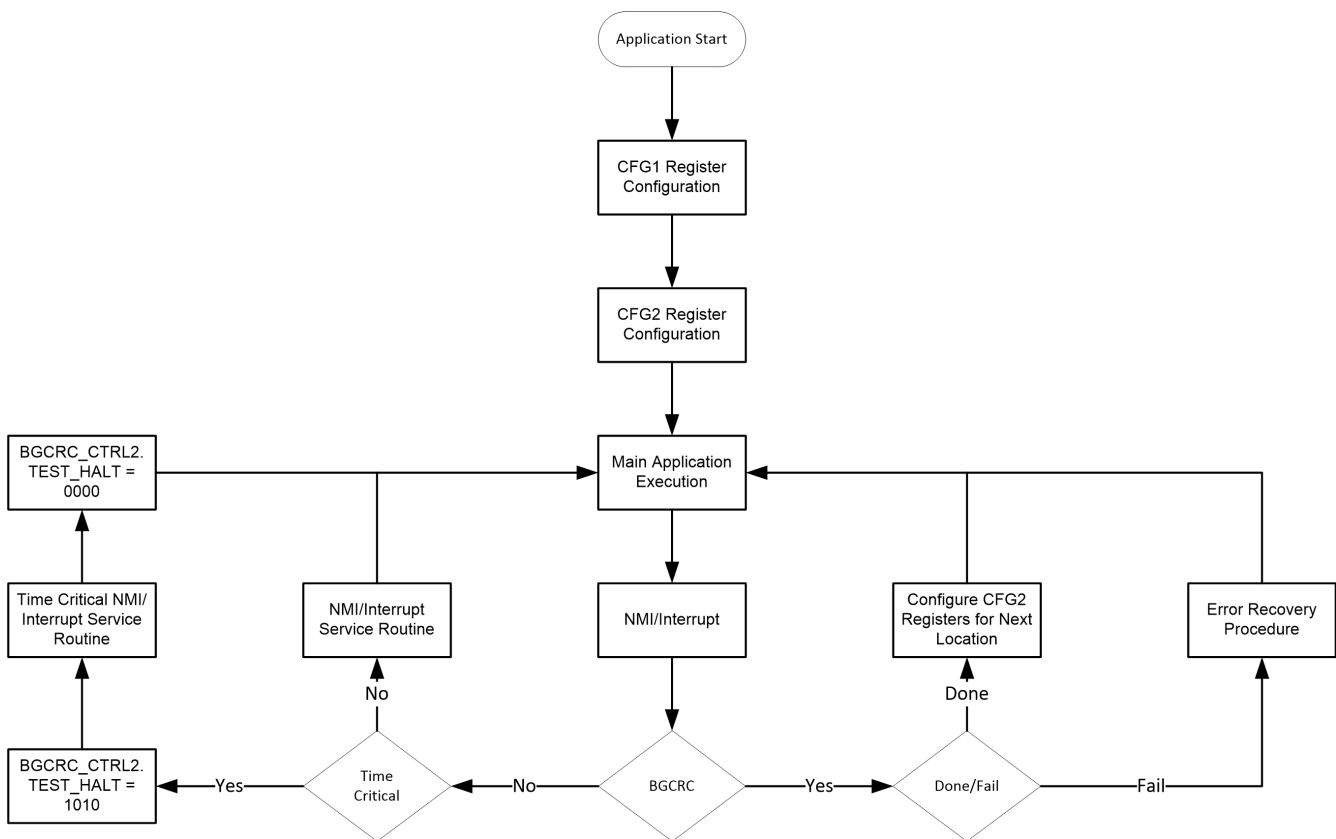 Application Start
CFG1 Register
Configuration
CFG2 Register
Configuration
BGCRC_CTRL2.
TEST_HALT =
0000
Main Application
Execution
Time Critical NMI/
Interrupt Service
Routine
NMI/Interrupt
Service Routine
NMI/Interrupt
Configure CFG2
Registers for Next
Location
Error Recovery
Procedure
No
Done
BGCRC_CTRL2.
TEST_HALT =
1010
Yes
Time
Critical
No
BGCRC
Yes
Done/Fail
Fail